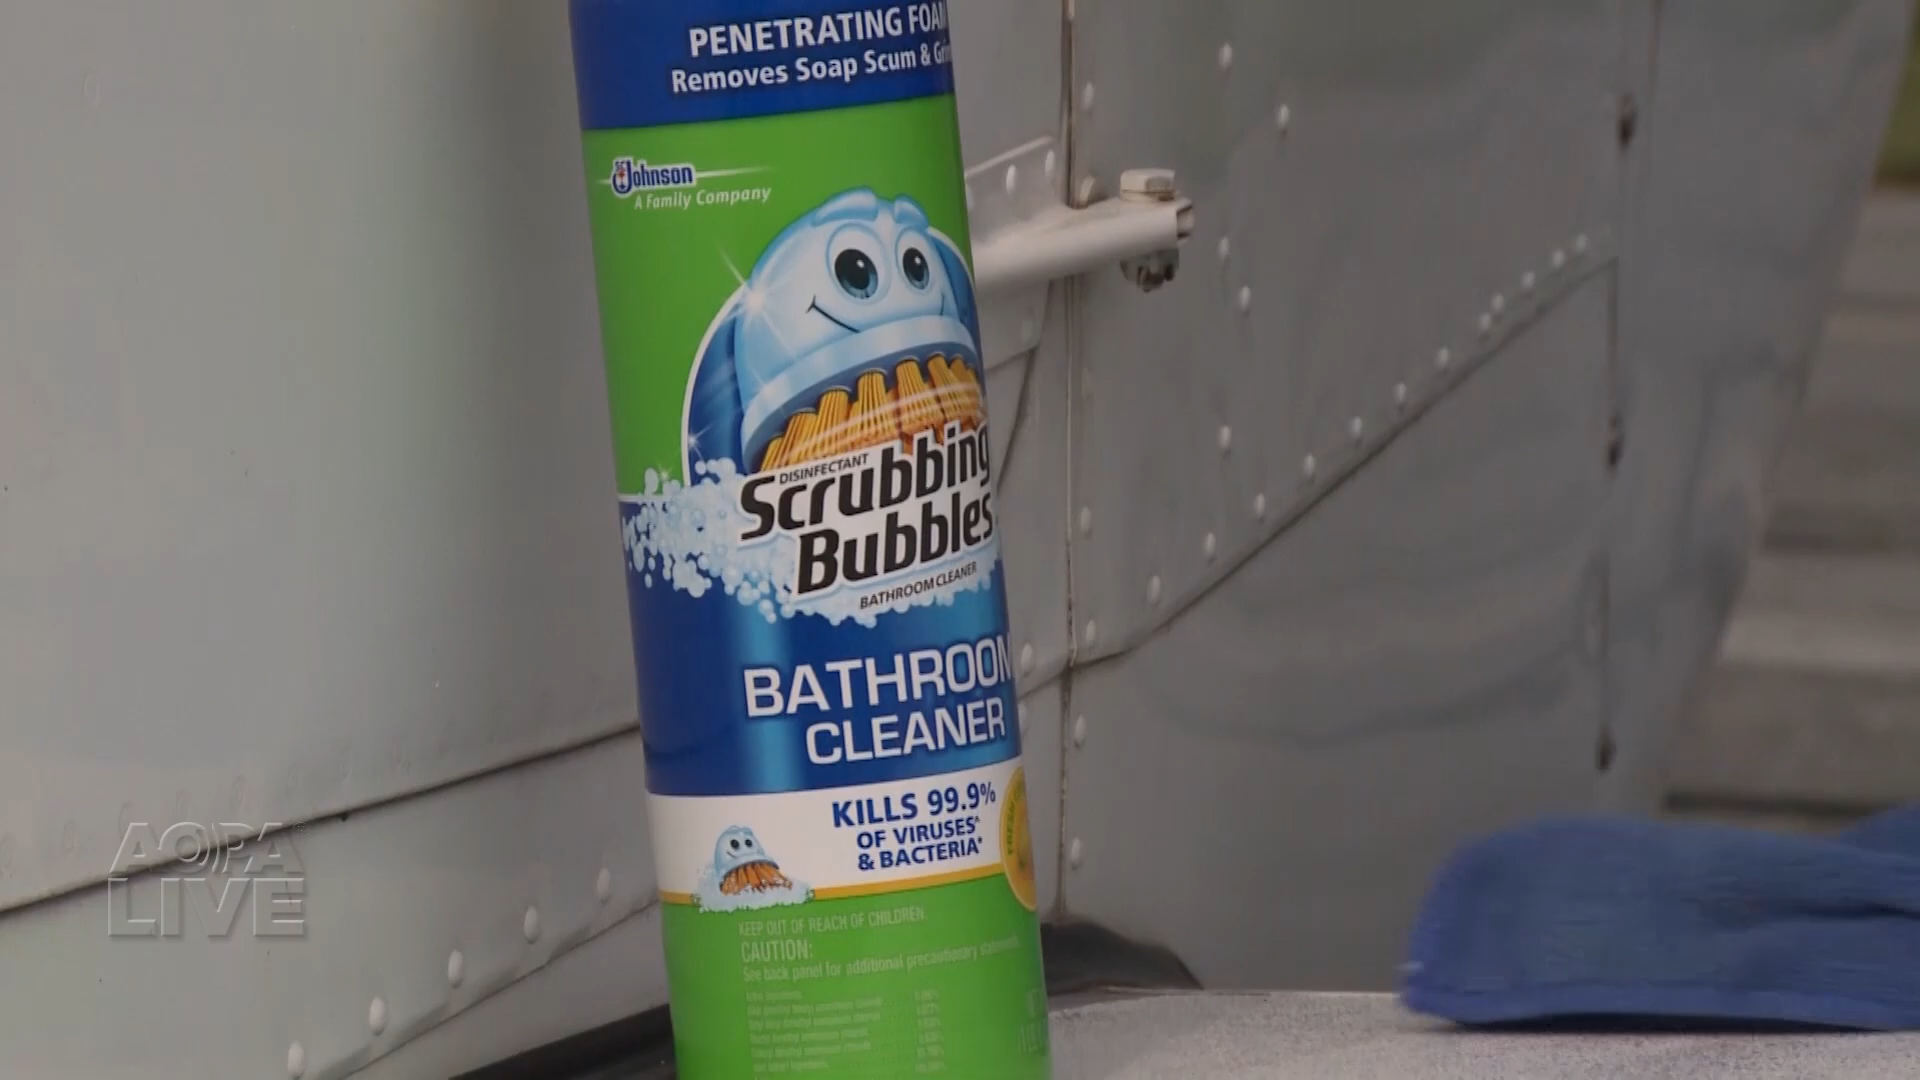 PENETRATING FOA
Removes Soap Scum & Gri
SC Johnson
A Family Company
DISINFECTANT
Scrubbing
Bubbles
BATHROOM CLEANER
BATHROOM
CLEANER
KILLS 99.9%
OF VIRUSES^
& BACTERIA*
FRESH
KEEP OUT OF REACH OF CHILDREN.
CAUTION:
See back panel for additional precautionary statements.
AOPA
LIVE